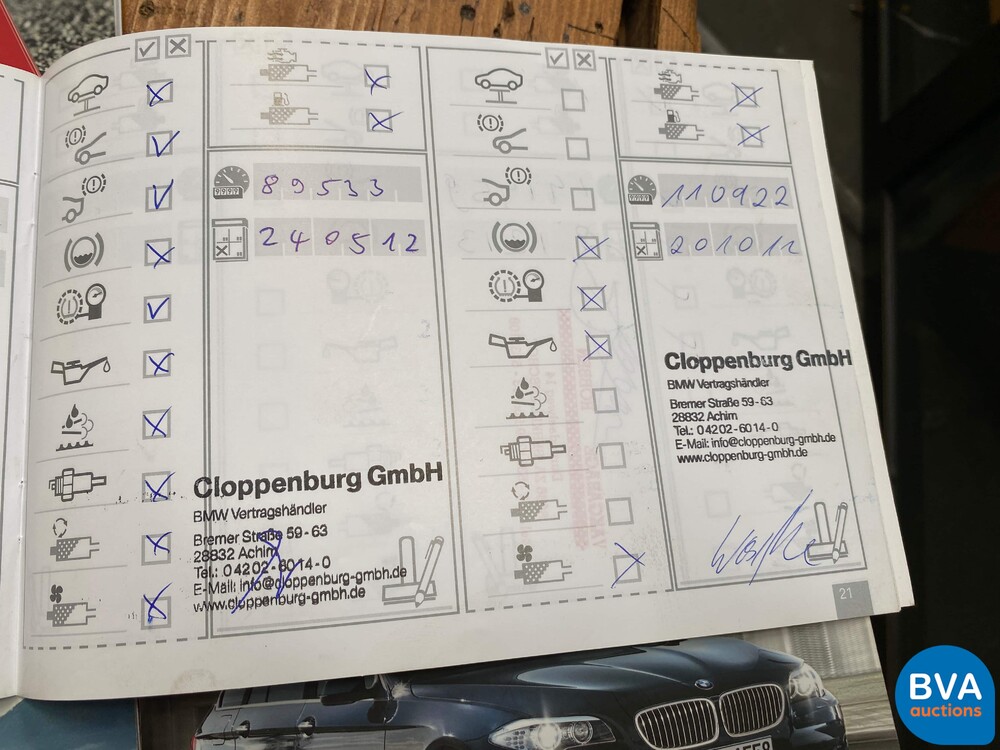 89533
240512
Cloppenburg GmbH
BMW Vertragshändler
Bremer Straße 59-63
28832 Achim
Tel.: 04202-6014-0
E-Mail: info@cloppenburg-gmbh.de
www.cloppenburg-gmbh.de
110922
Cloppenburg GmbH
BMW Vertragshändler
Bremer Straße 59-63
28832 Achim
Tel.: 04202-6014-0
E-Mail: info@cloppenburg-gmbh.de
www.cloppenburg-gmbh.de
21
BVA
auctions